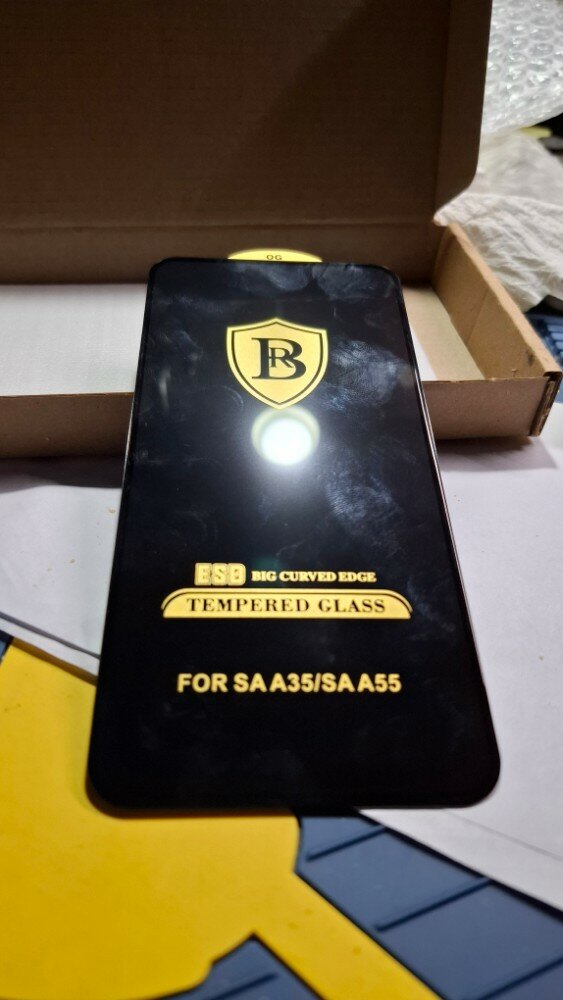 OG
BR
ESD BIG CURVED EDGE
TEMPERED GLASS
FOR SA A35/SA A55